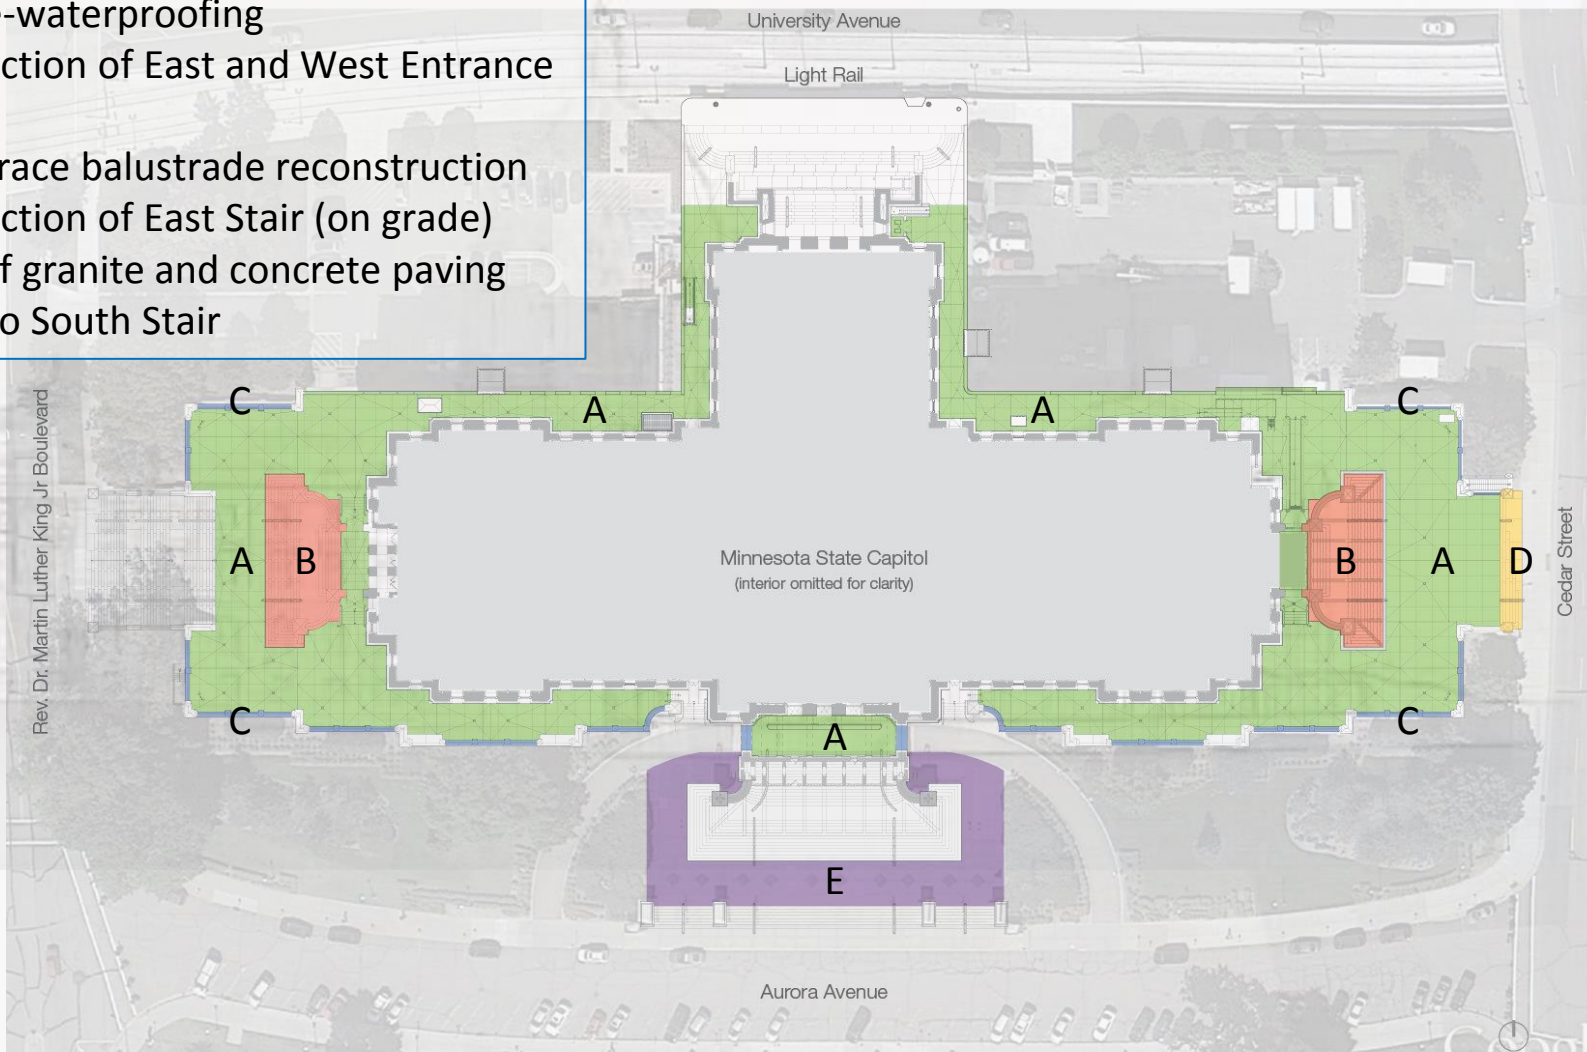 -waterproofing
ction of East and West Entrance
race balustrade reconstruction
ction of East Stair (on grade)
f granite and concrete paving
o South Stair
University Avenue
Light Rail
C
A
A
C
Rev. Dr. Martin Luther King Jr Boulevard
A
B
Minnesota State Capitol
(interior omitted for clarity)
B
A
D
Cedar Street
C
A
C
E
Aurora Avenue